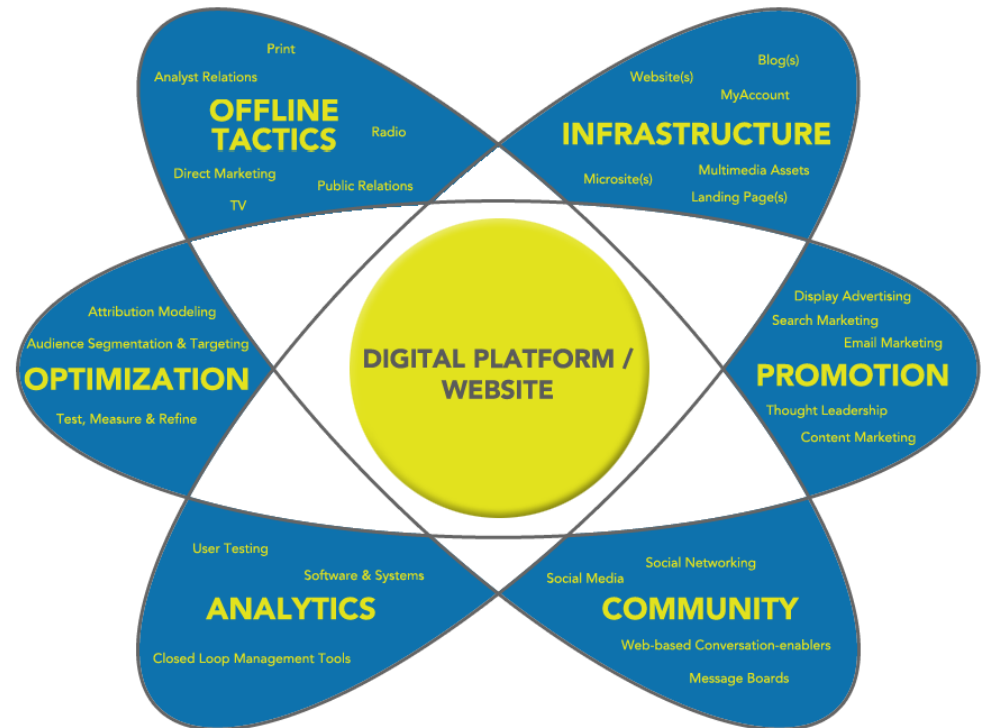 Print
Analyst Relations
OFFLINE
TACTICS
Radio
Direct Marketing
Public Relations
TV
Blog(s)
Website(s)
MyAccount
INFRASTRUCTURE
Multimedia Assets
Microsite(s)
Landing Page(s)
Attribution Modeling
Audience Segmentation & Targeting
OPTIMIZATION
Test, Measure & Refine
DIGITAL PLATFORM /
WEBSITE
Display Advertising
Search Marketing
Email Marketing
PROMOTION
Thought Leadership
Content Marketing
User Testing
Software & Systems
ANALYTICS
Closed Loop Management Tools
Social Networking
Social Media
COMMUNITY
Web-based Conversation-enablers
Message Boards